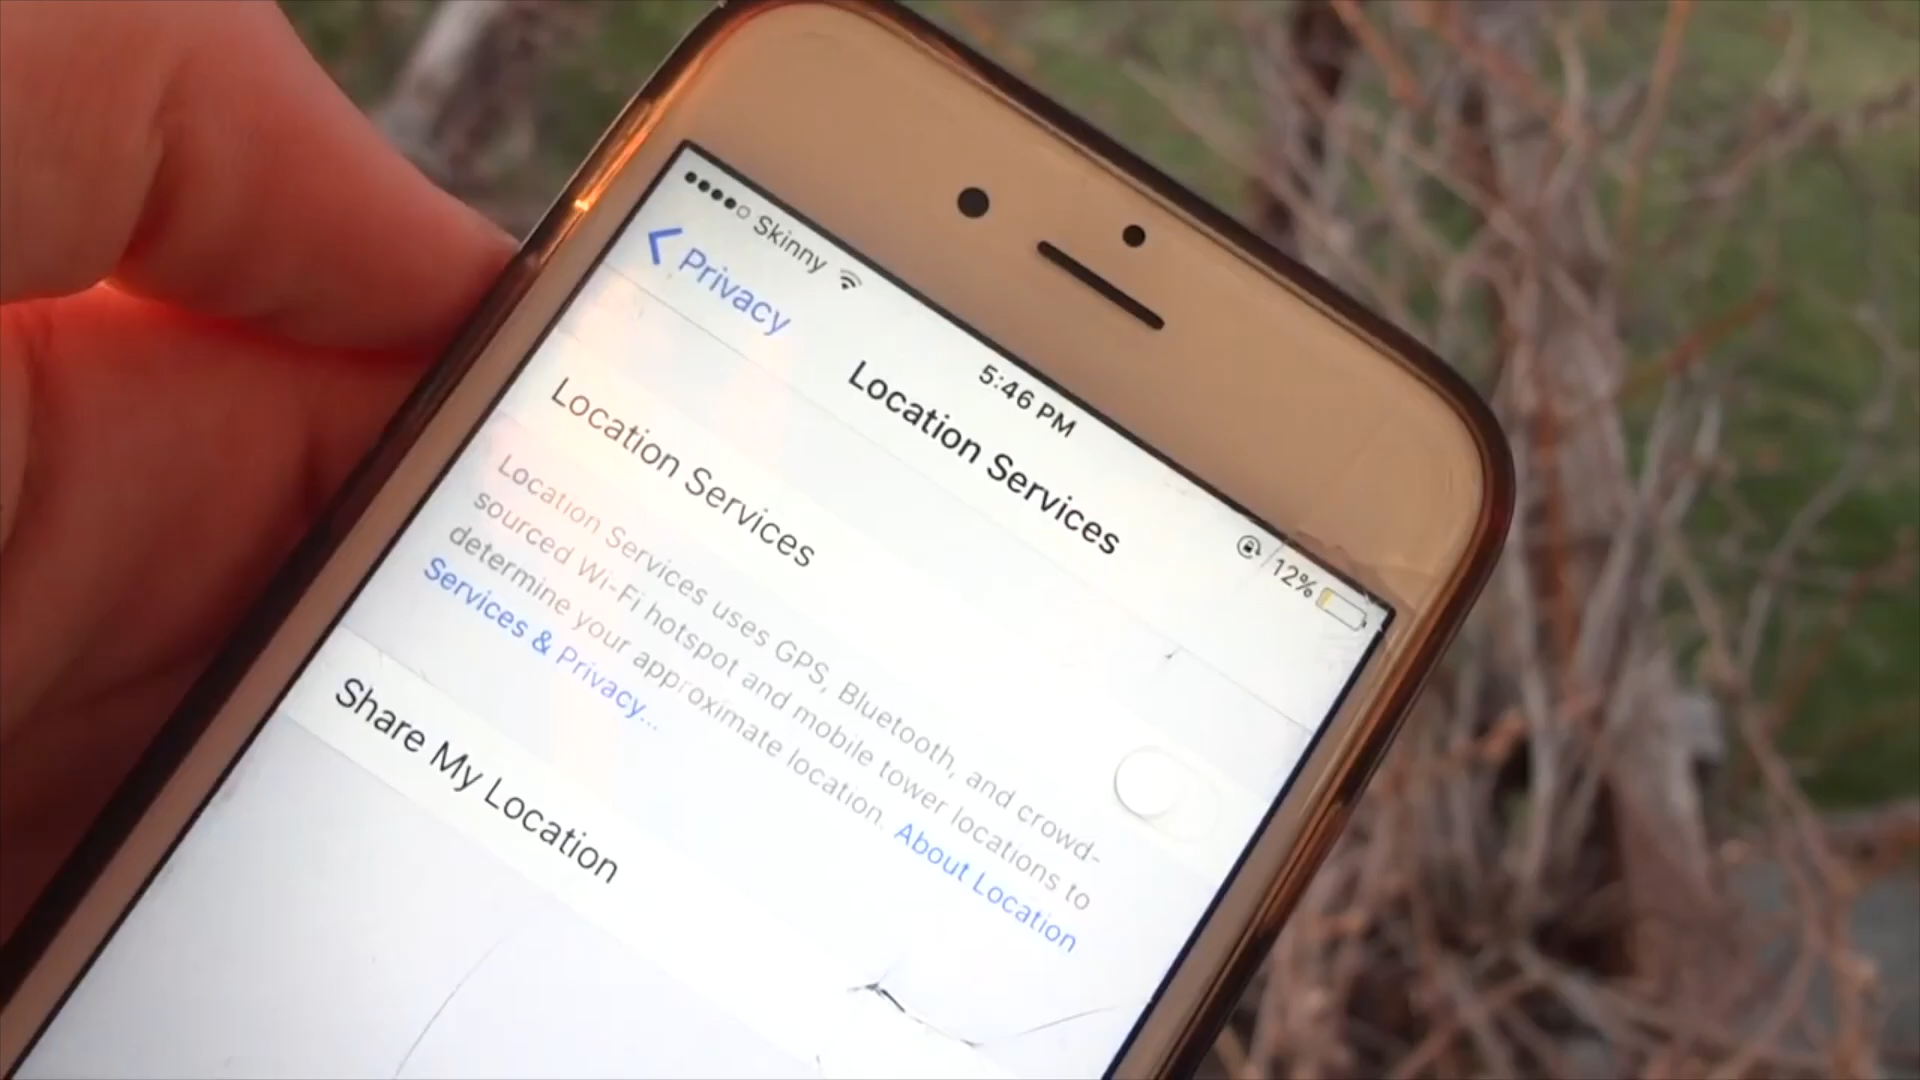 Skinny 5:46 PM 12%
Privacy Location Services
Location Services
Location Services uses GPS, Bluetooth, and crowd-
sourced Wi-Fi hotspot and mobile tower locations to
determine your approximate location. About Location
Services & Privacy...
Share My Location